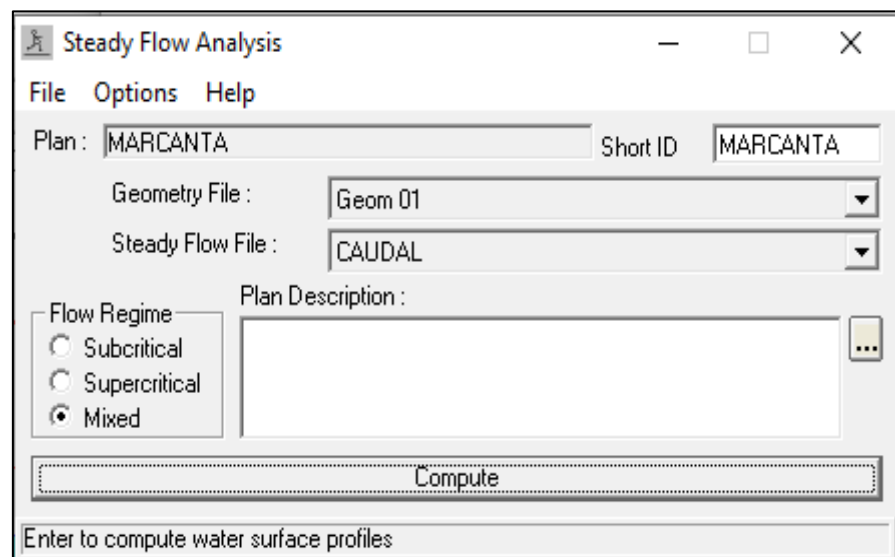 Steady Flow Analysis
File Options Help
Plan : MARCANTA Short ID MARCANTA
Geometry File : Geom 01
Steady Flow File : CAUDAL
Plan Description :
Flow Regime
Subcritical
Supercritical
Mixed
...
Compute
Enter to compute water surface profiles